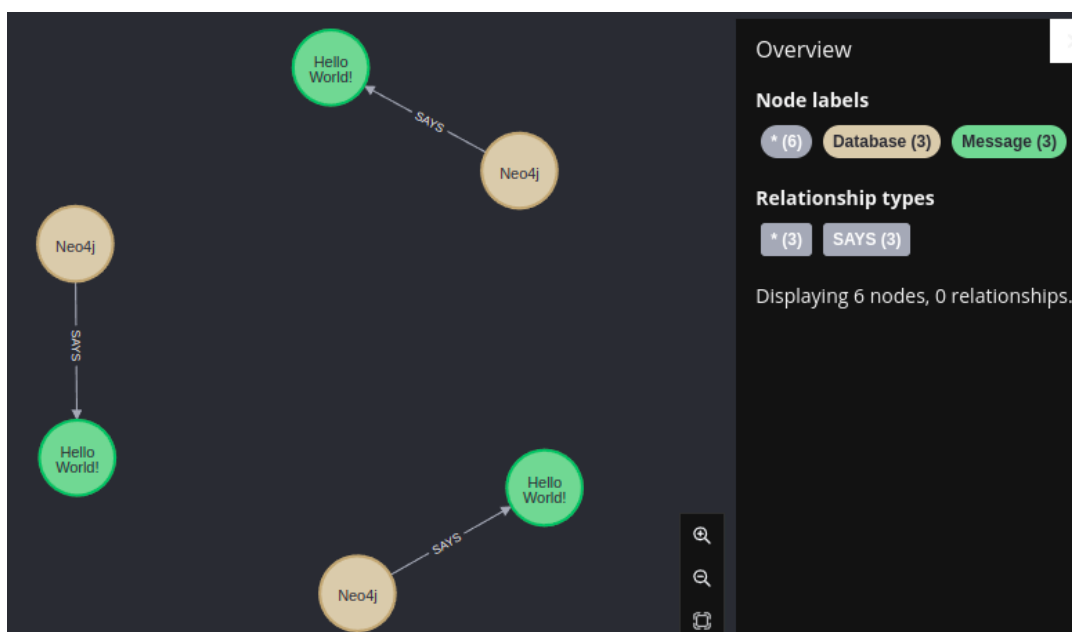 Hello
World!
SAYS
Neo4j
Neo4j
SAYS
Hello
World!
Hello
World!
SAYS
Neo4j
Overview
Node labels
* (6) Database (3) Message (3)
Relationship types
* (3) SAYS (3)
Displaying 6 nodes, 0 relationships.